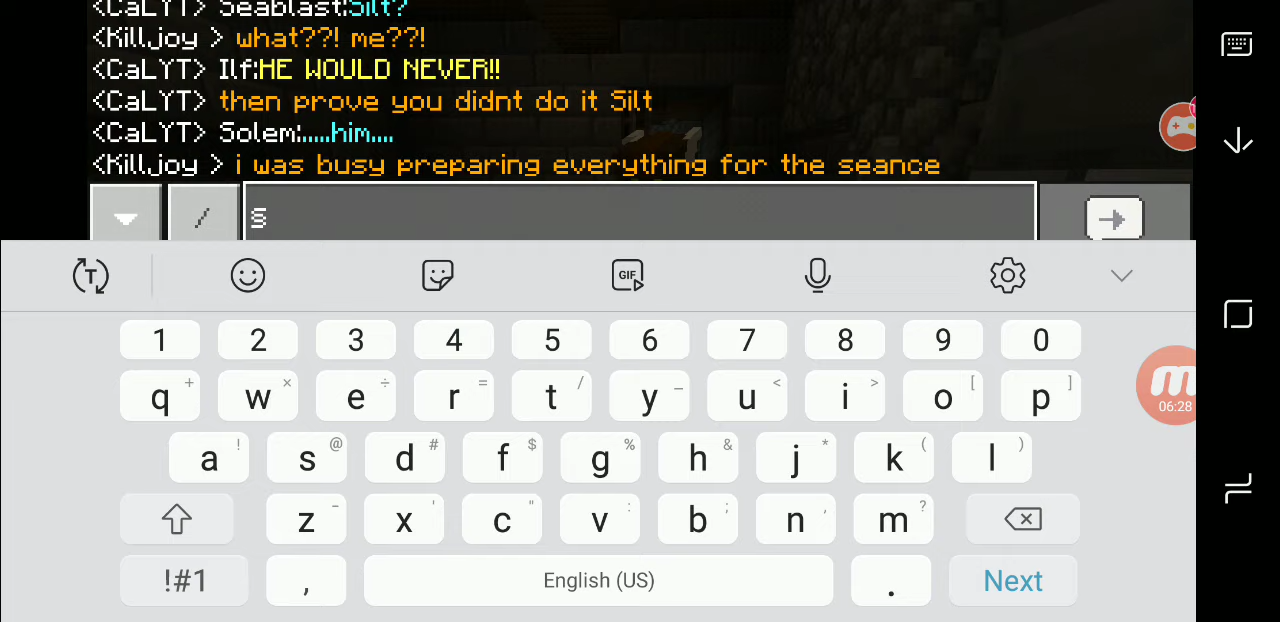 <CaLYT> Seablast:Silt?
<Killjoy > what??! me??!
<CaLYT> Ilf:HE WOULD NEVER!!
<CaLYT> then prove you didnt do it Silt
<CaLYT> Solem:.....him....
<Killjoy > i was busy preparing everything for the seance
/ s
T GIF
1 2 3 4 5 6 7 8 9 0
q + w × e ÷ r = t / y _ u < i > o [ p ]
a ! s @ d # f $ g % h & j * k ( l )
z - x ' c " v : b ; n , m ?
!#1 , English (US) . Next
m
06:28